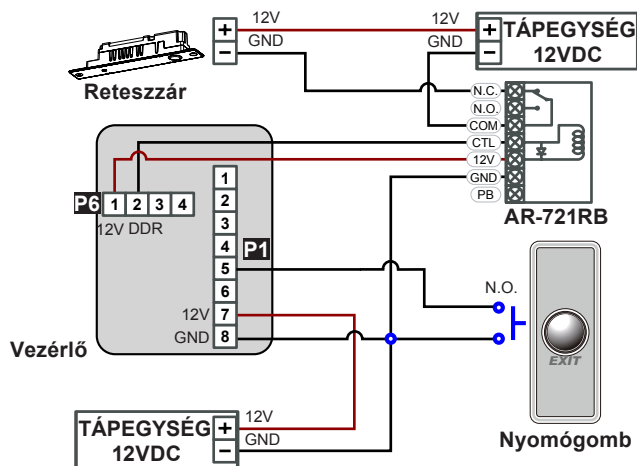 + 12V + TÁPEGYSÉG
− GND GND − 12VDC
Reteszzár
N.C.
N.O.
COM
CTL
12V
GND
PB
AR-721RB
P6 1 2 3 4
12V DDR
1
2
3
4
P1
5
6
12V 7
GND 8
Vezérlő
N.O.
EXIT
Nyomógomb
TÁPEGYSÉG + 12V
12VDC − GND